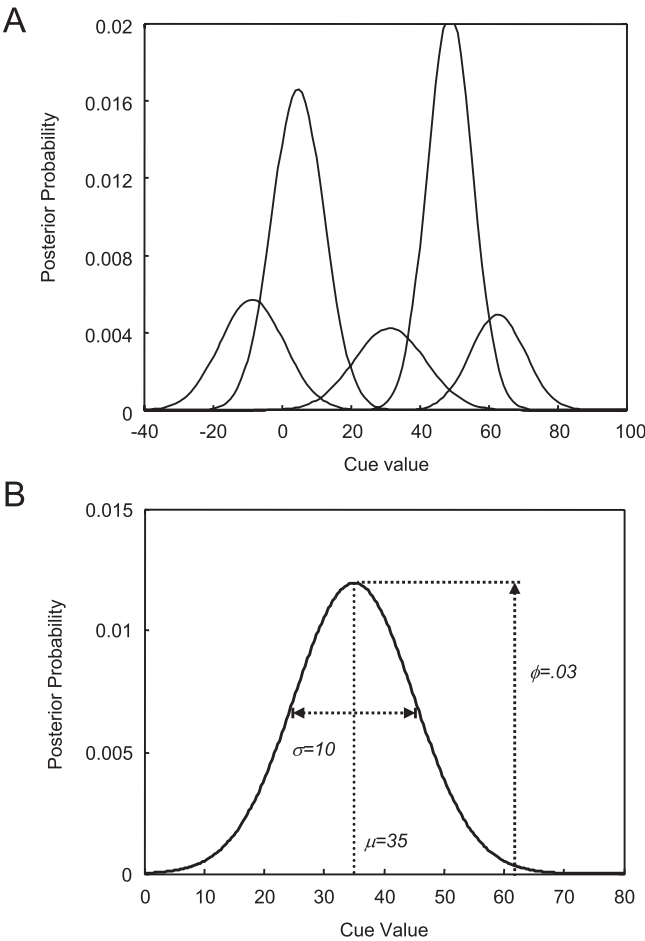 A
0.02
0.016
0.012
0.008
0.004
0
Posterior Probability
-40 -20 0 20 40 60 80 100
Cue value
B
0.015
0.01
0.005
0
Posterior Probability
ϕ=.03
σ=10
μ=35
0 10 20 30 40 50 60 70 80
Cue Value